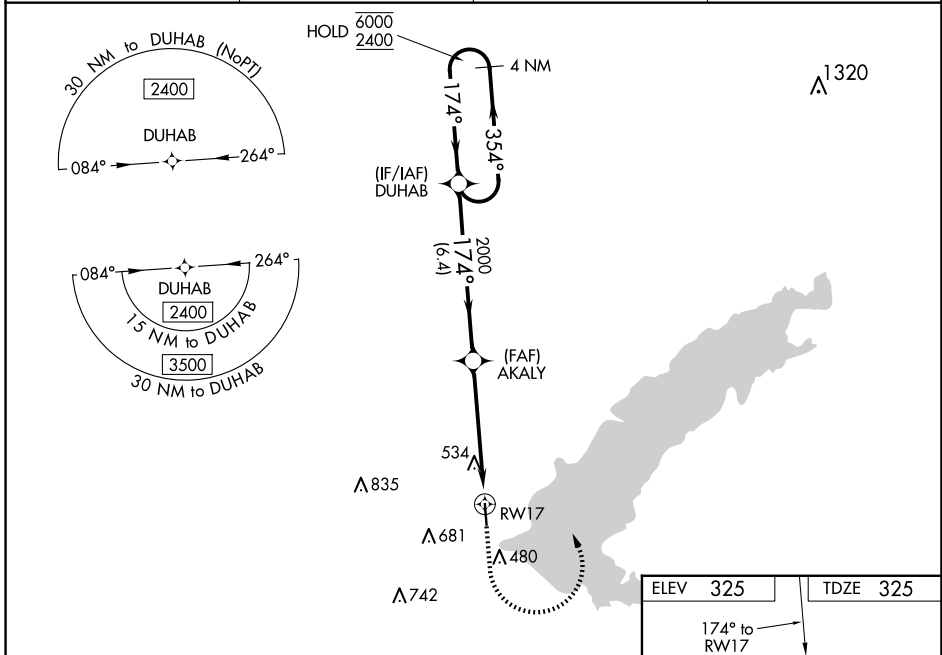 30 NM to DUHAB (NoPT)
2400
DUHAB
084°
264°
084°
264°
DUHAB
2400
15 NM to DUHAB
3500
30 NM to DUHAB
HOLD
6000
2400
4 NM
174°
354°
(IF/IAF)
DUHAB
2000
174°
(6.4)
(FAF)
AKALY
1320
534
835
RW17
681
480
742
ELEV 325
TDZE 325
174° to
RW17